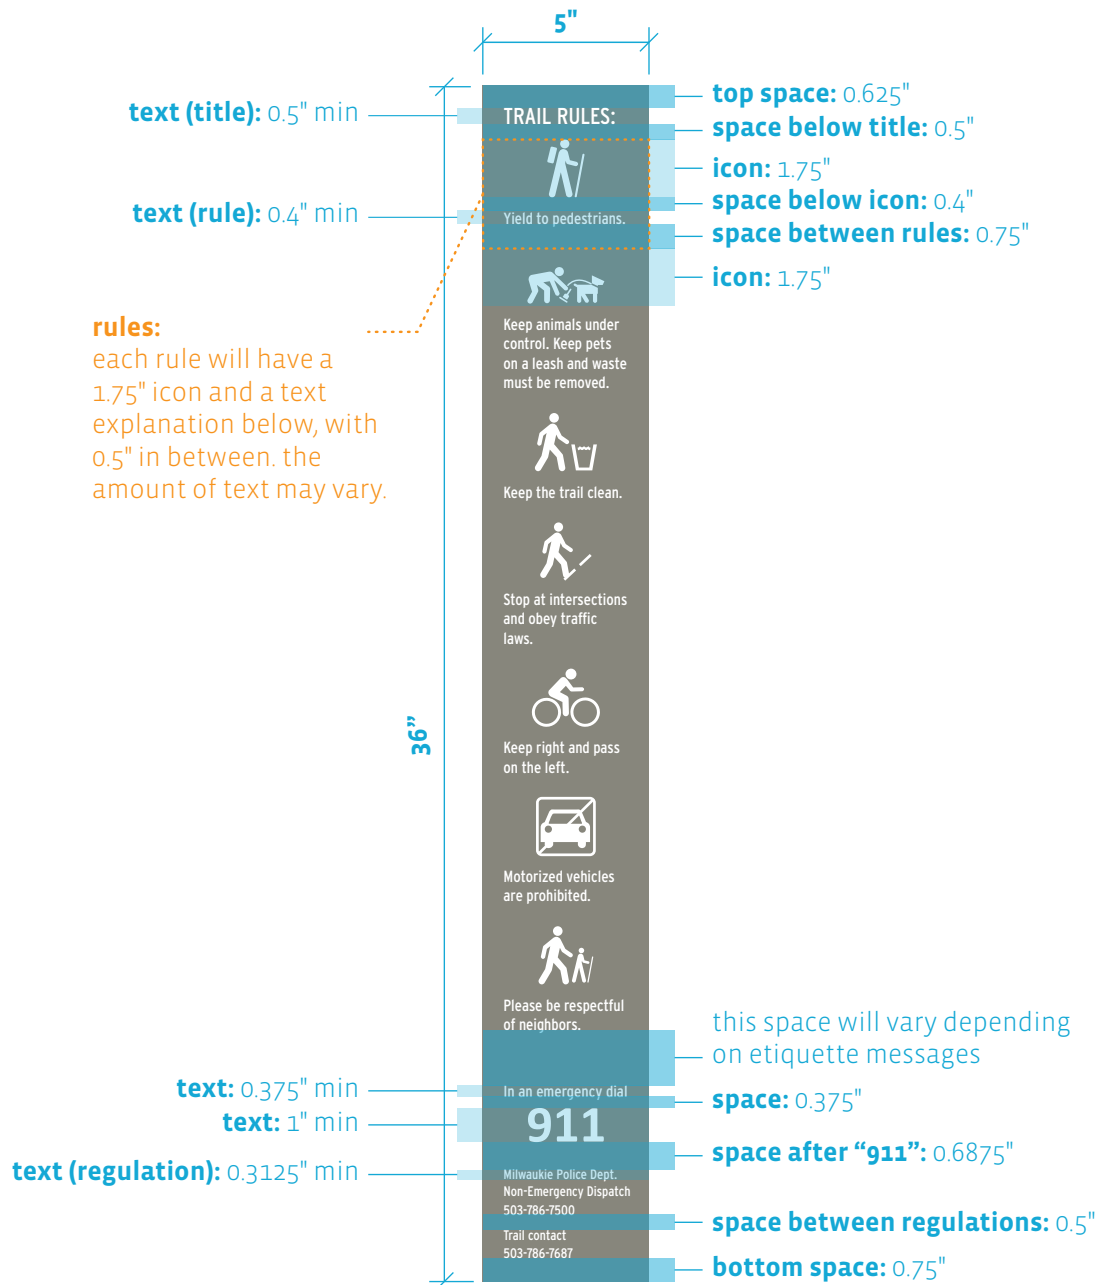 5"
text (title): 0.5" min
top space: 0.625"
TRAIL RULES:
space below title: 0.5"
icon: 1.75"
space below icon: 0.4"
text (rule): 0.4" min
Yield to pedestrians.
space between rules: 0.75"
icon: 1.75"
rules:
each rule will have a
1.75" icon and a text
explanation below, with
0.5" in between. the
amount of text may vary.
Keep animals under
control. Keep pets
on a leash and waste
must be removed.
Keep the trail clean.
Stop at intersections
and obey traffic
laws.
36”
Keep right and pass
on the left.
Motorized vehicles
are prohibited.
Please be respectful
of neighbors.
this space will vary depending
on etiquette messages
text: 0.375" min
In an emergency dial
space: 0.375"
text: 1" min
911
space after “911”: 0.6875"
text (regulation): 0.3125" min
Milwaukie Police Dept.
Non-Emergency Dispatch
503-786-7500
space between regulations: 0.5"
Trail contact
503-786-7687
bottom space: 0.75"